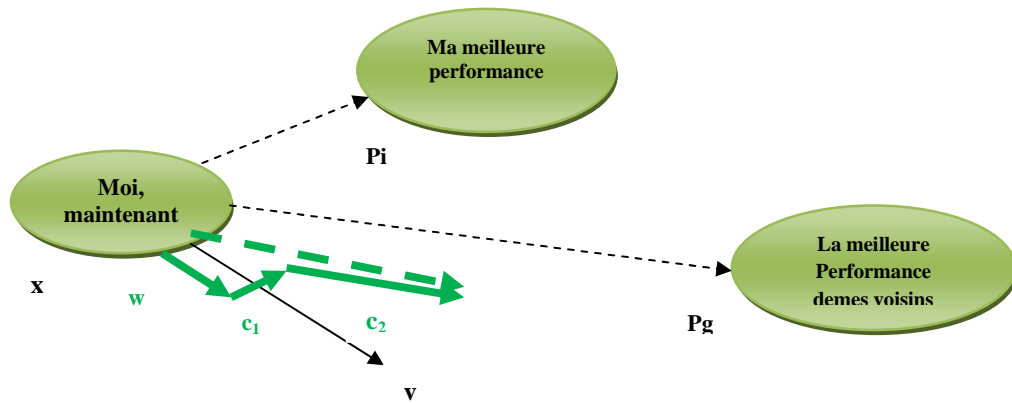 Ma meilleure
performance
Pi
Moi,
maintenant
La meilleure
Performance
demes voisins
x
w
c₁
c₂
Pg
v